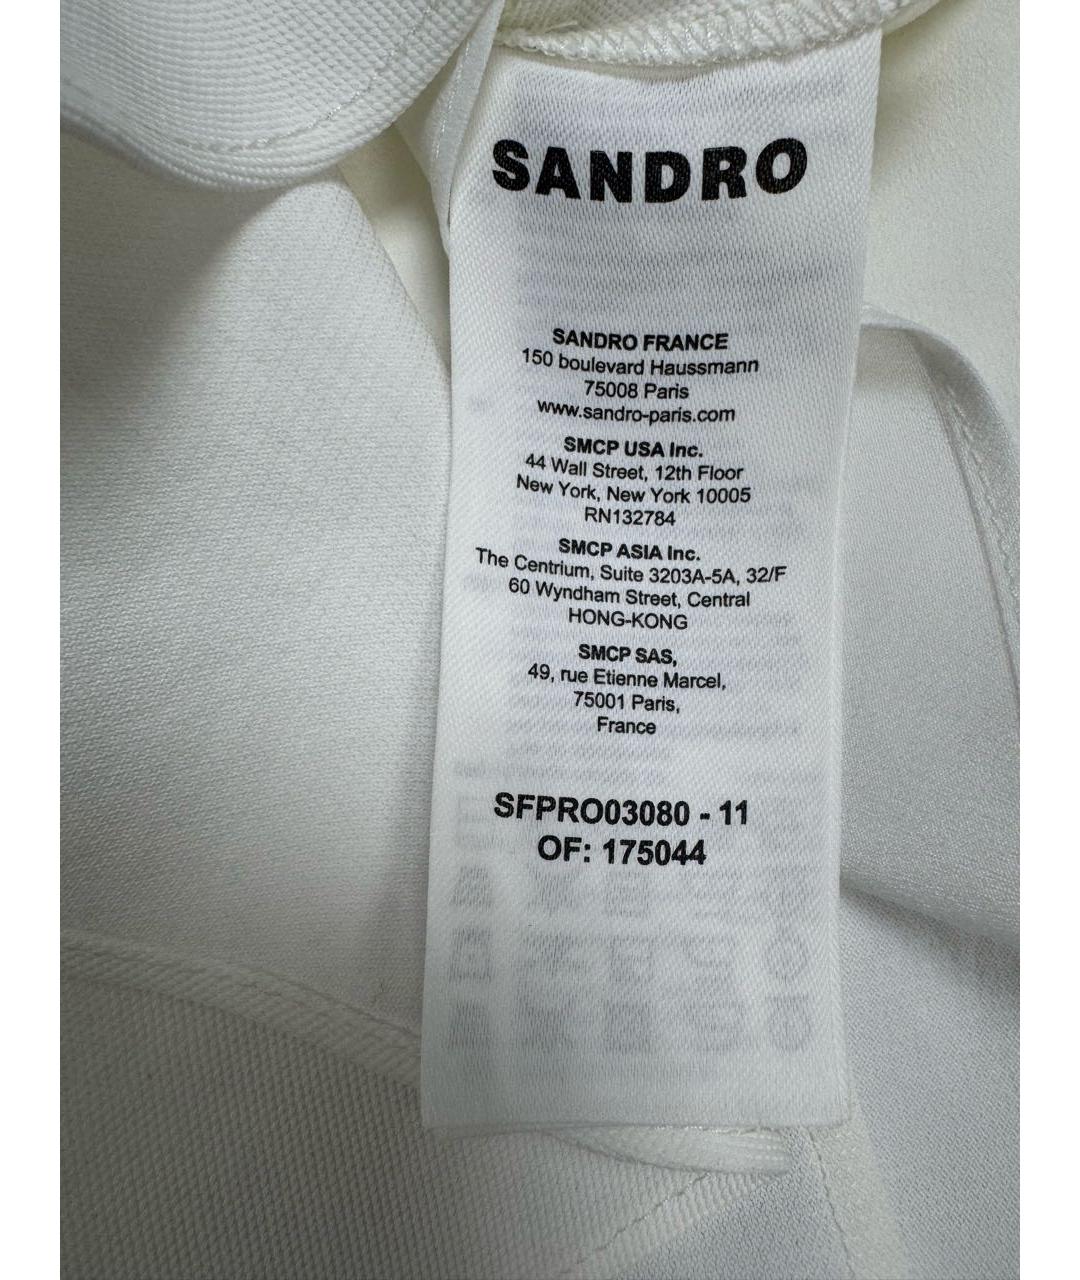 SANDRO
SANDRO FRANCE
150 boulevard Haussmann
75008 Paris
www.sandro-paris.com
SMCP USA Inc.
44 Wall Street, 12th Floor
New York, New York 10005
RN132784
SMCP ASIA Inc.
The Centrium, Suite 3203A-5A, 32/F
60 Wyndham Street, Central
HONG-KONG
SMCP SAS,
49, rue Etienne Marcel,
75001 Paris,
France
SFPRO03080 - 11
OF: 175044